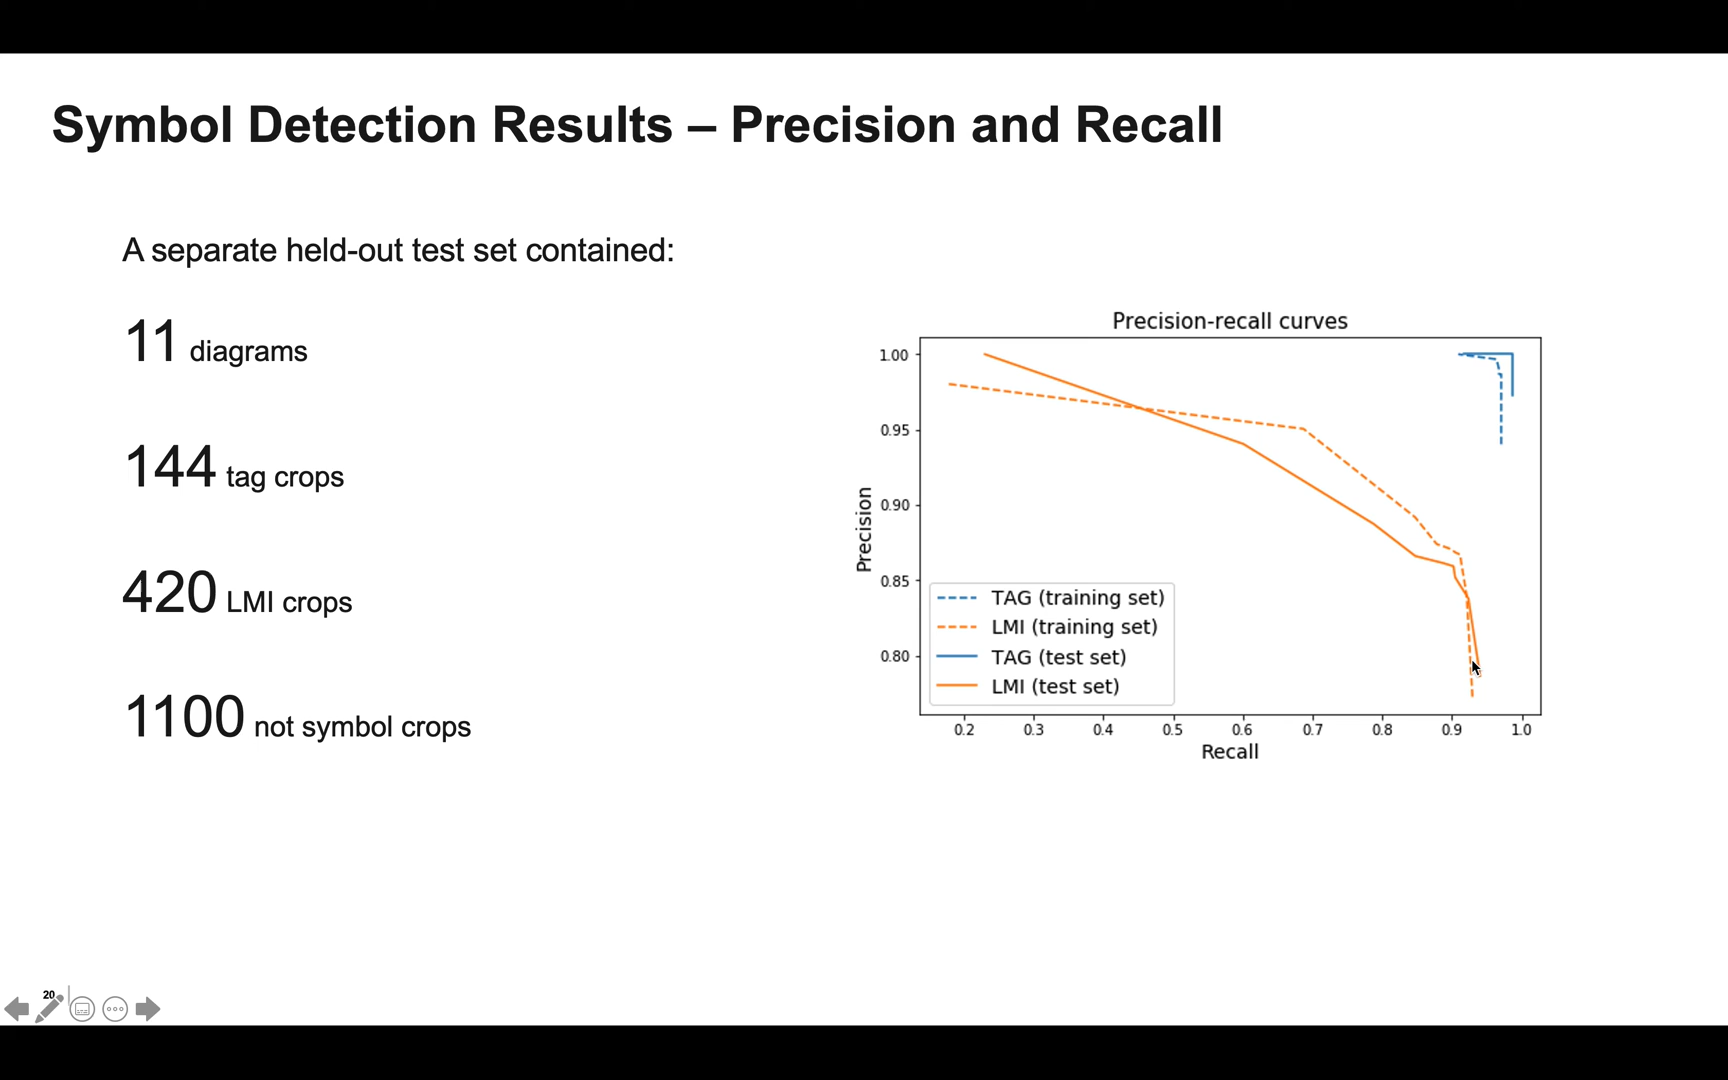 Symbol Detection Results – Precision and Recall
A separate held-out test set contained:
11 diagrams
144 tag crops
420 LMI crops
1100 not symbol crops
Precision-recall curves
1.00
0.95
0.90
0.85
0.80
Precision
TAG (training set)
LMI (training set)
TAG (test set)
LMI (test set)
0.2 0.3 0.4 0.5 0.6 0.7 0.8 0.9 1.0
Recall
20